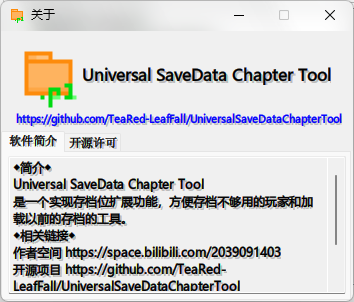 关于
Universal SaveData Chapter Tool
https://github.com/TeaRed-LeafFall/UniversalSaveDataChapterTool
软件简介
开源许可
◆简介◆
Universal SaveData Chapter Tool
是一个实现存档位扩展功能，方便存档不够用的玩家和加
载以前的存档的工具。
◆相关链接◆
作者空间 https://space.bilibili.com/2039091403
开源项目 https://github.com/TeaRed-
LeafFall/UniversalSaveDataChapterTool